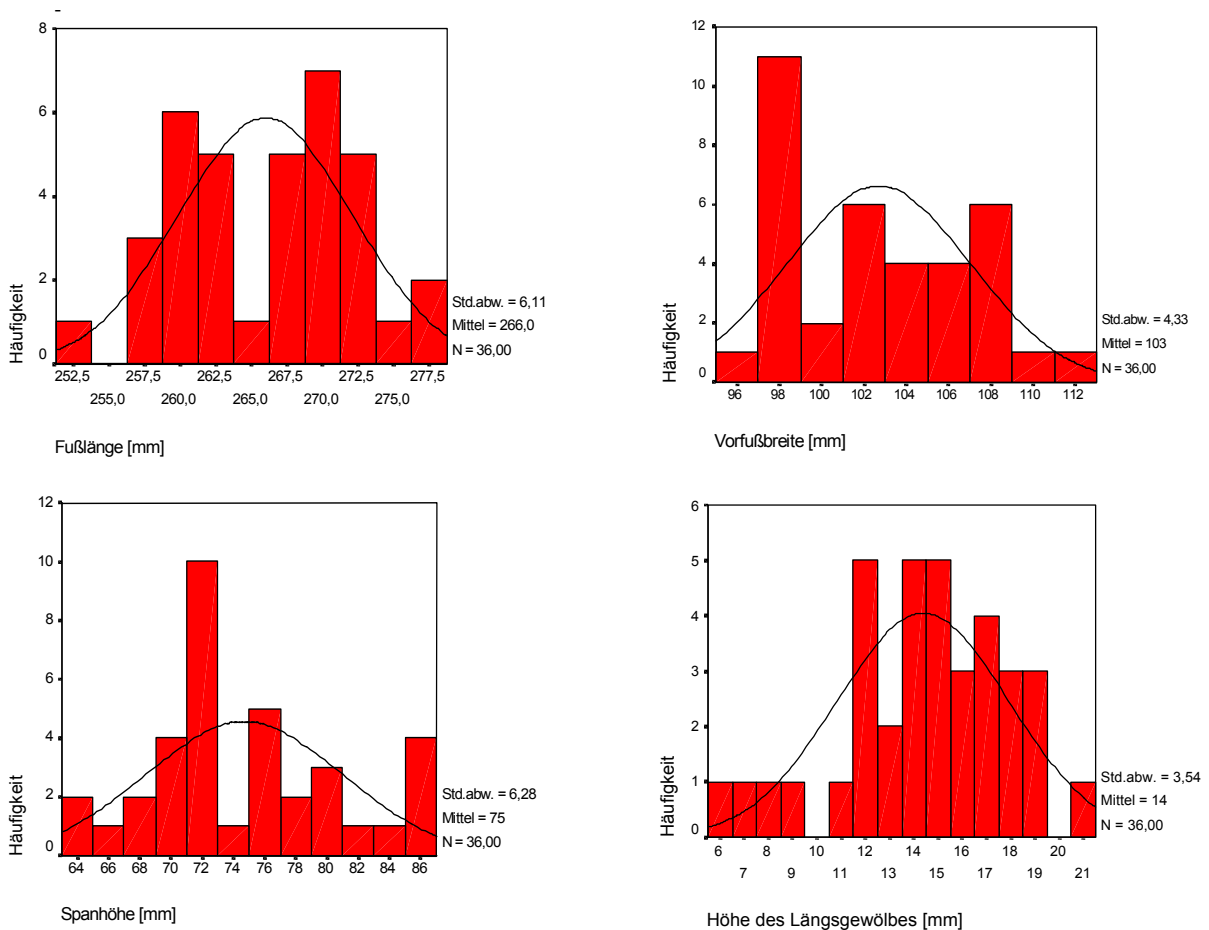 -
8
6
4
2
0
Häufigkeit
252,5 257,5 262,5 267,5 272,5 277,5
255,0 260,0 265,0 270,0 275,0
Std.abw. = 6,11
Mittel = 266,0
N = 36,00
Fußlänge [mm]
12
10
8
6
4
2
0
Häufigkeit
96 98 100 102 104 106 108 110 112
Std.abw. = 4,33
Mittel = 103
N = 36,00
Vorfußbreite [mm]
12
10
8
6
4
2
0
Häufigkeit
64 66 68 70 72 74 76 78 80 82 84 86
Std.abw. = 6,28
Mittel = 75
N = 36,00
Spanhöhe [mm]
6
5
4
3
2
1
0
Häufigkeit
6 8 10 12 14 16 18 20
7 9 11 13 15 17 19 21
Std.abw. = 3,54
Mittel = 14
N = 36,00
Höhe des Längsgewölbes [mm]